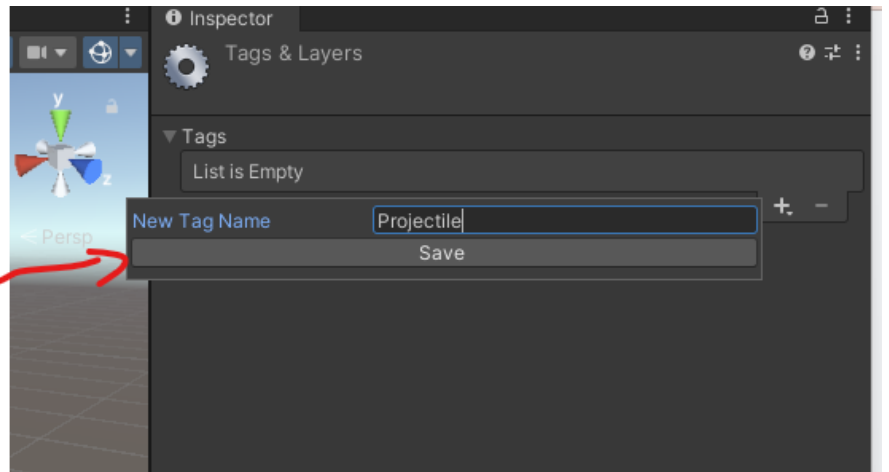 Inspector
Tags & Layers
y
Tags
List is Empty
z
New Tag Name Projectile
Persp
Save